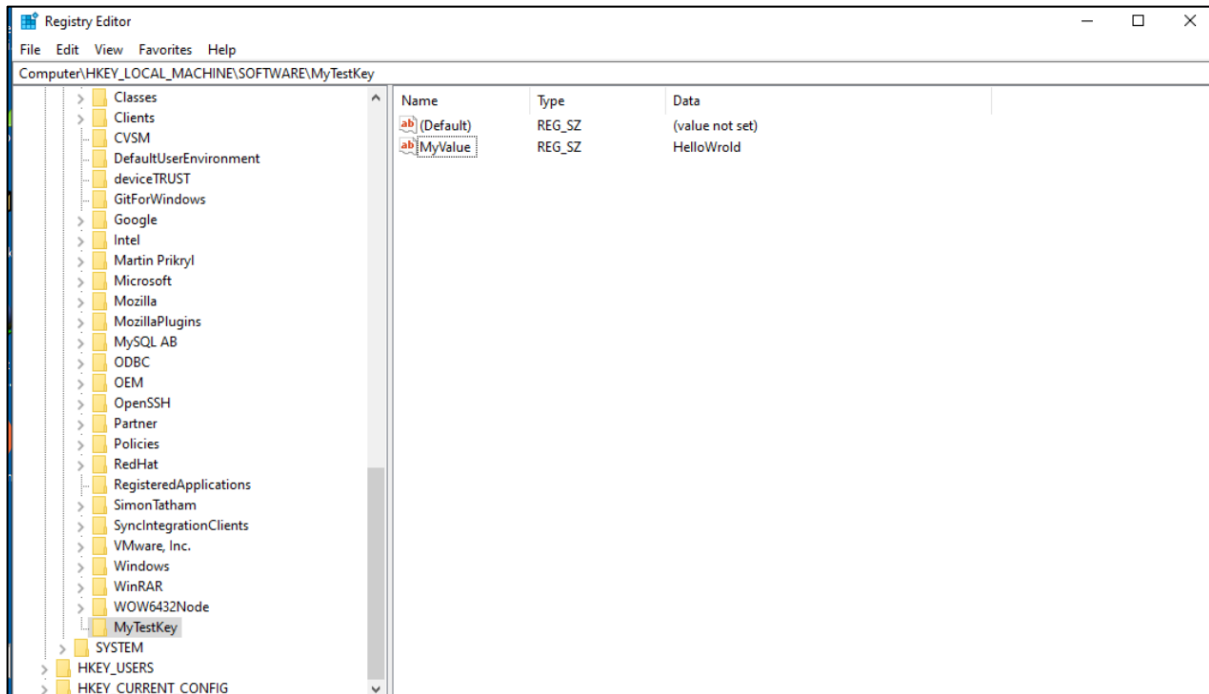 Registry Editor
File Edit View Favorites Help
Computer\HKEY_LOCAL_MACHINE\SOFTWARE\MyTestKey
Classes
Clients
CVSM
DefaultUserEnvironment
deviceTRUST
GitForWindows
Google
Intel
Martin Prikryl
Microsoft
Mozilla
MozillaPlugins
MySQL AB
ODBC
OEM
OpenSSH
Partner
Policies
RedHat
RegisteredApplications
SimonTatham
SyncIntegrationClients
VMware, Inc.
Windows
WinRAR
WOW6432Node
MyTestKey
SYSTEM
HKEY_USERS
HKEY_CURRENT_CONFIG
Name Type Data
ab (Default) REG_SZ (value not set)
ab MyValue REG_SZ HelloWrold